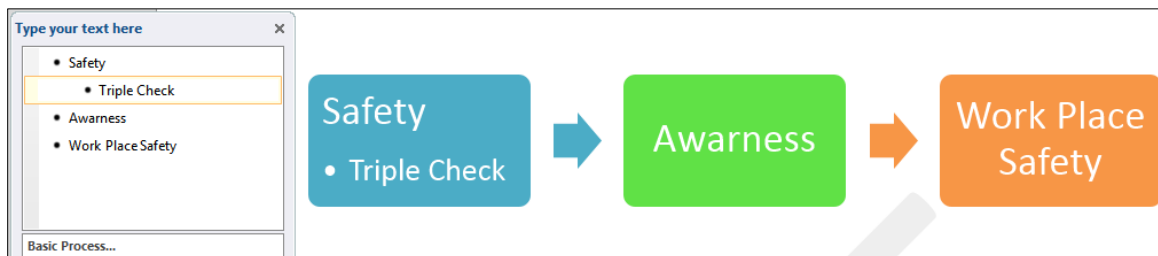 Type your text here
• Safety
• Triple Check
• Awarness
• Work Place Safety
Basic Process...
Safety
• Triple Check
Awarness
Work Place
Safety